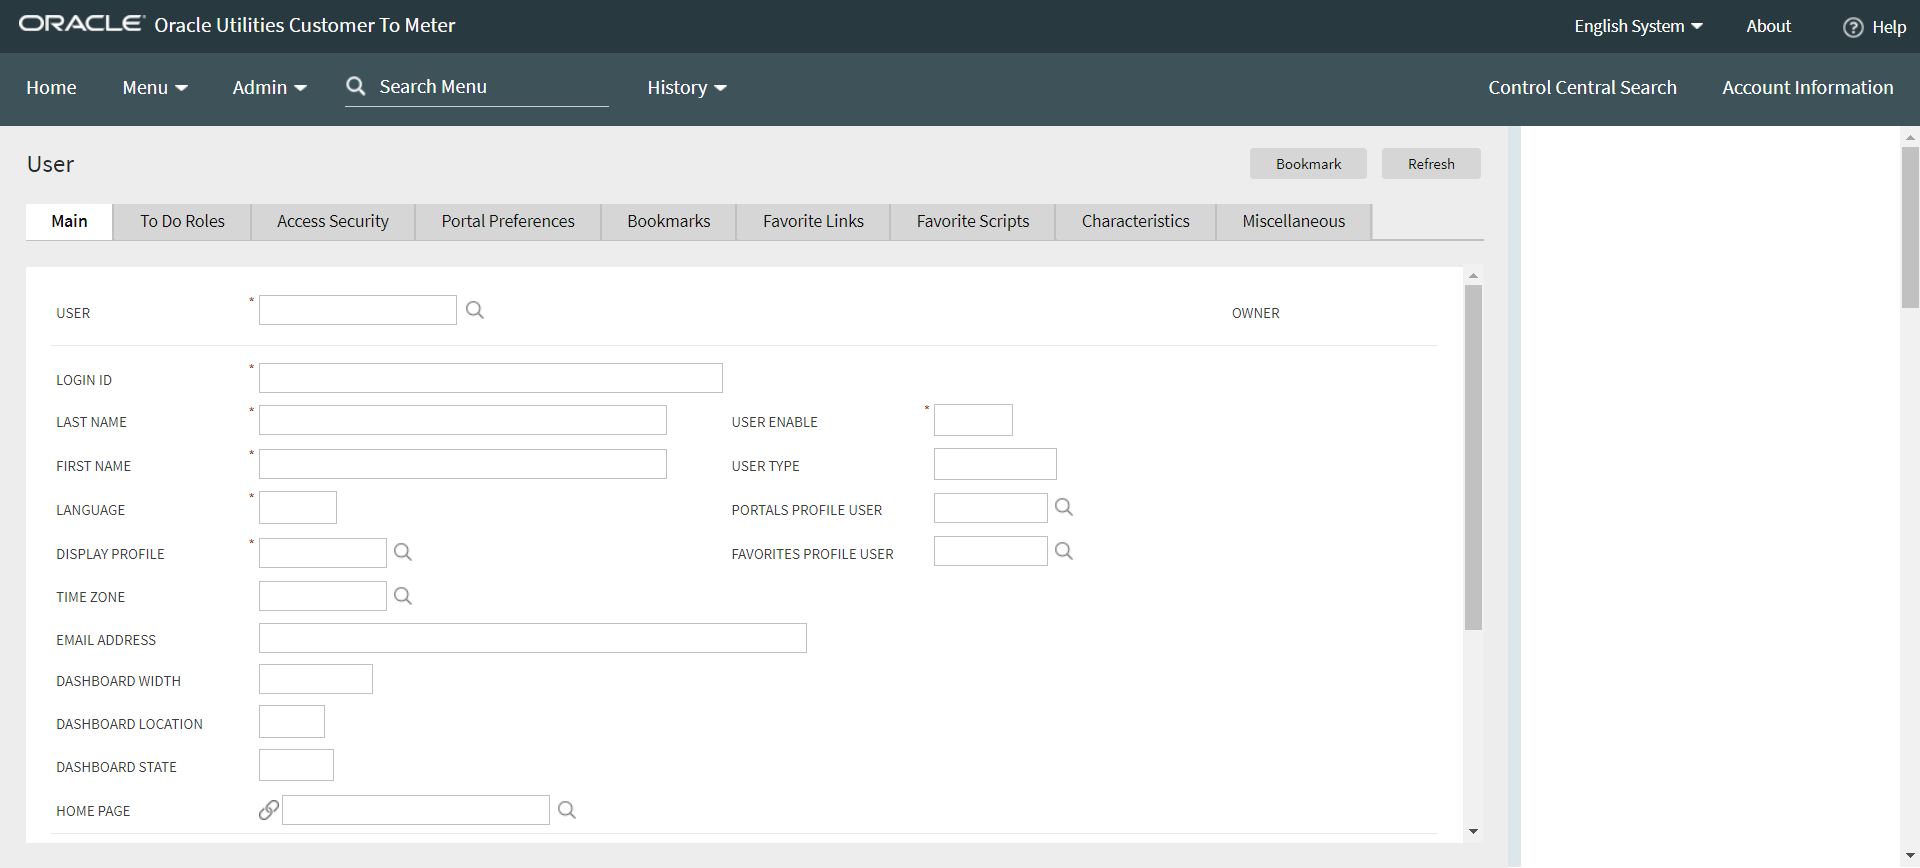 ORACLE Oracle Utilities Customer To Meter English System About ? Help
Home Menu Admin Search Menu History Control Central Search Account Information
User Bookmark Refresh
Main To Do Roles Access Security Portal Preferences Bookmarks Favorite Links Favorite Scripts Characteristics Miscellaneous
USER * OWNER
LOGIN ID *
LAST NAME * USER ENABLE *
FIRST NAME * USER TYPE
LANGUAGE * PORTALS PROFILE USER
DISPLAY PROFILE * FAVORITES PROFILE USER
TIME ZONE
EMAIL ADDRESS
DASHBOARD WIDTH
DASHBOARD LOCATION
DASHBOARD STATE
HOME PAGE